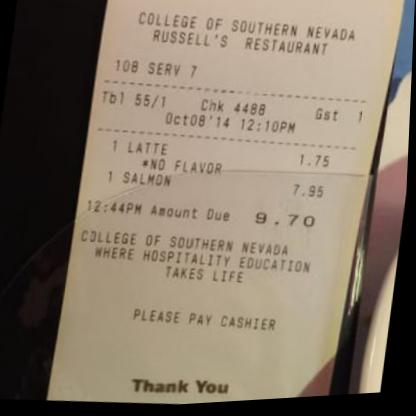 COLLEGE OF SOUTHERN NEVADA
RUSSELL'S RESTAURANT
108 SERV 7
Tbl 55/1 Chk 4488 Gst 1
Oct08'14 12:10PM
1 LATTE 1.75
*NO FLAVOR
1 SALMON 7.95
12:44PM Amount Due 9.70
COLLEGE OF SOUTHERN NEVADA
WHERE HOSPITALITY EDUCATION
TAKES LIFE
PLEASE PAY CASHIER
Thank You